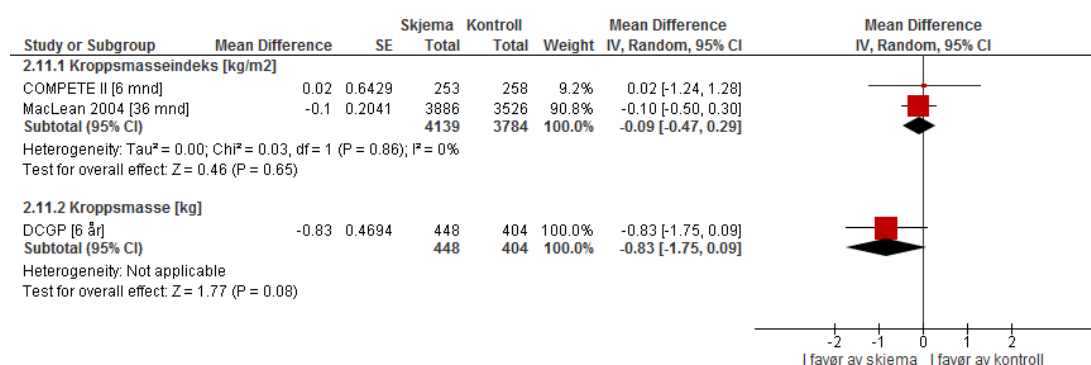 Skjema Kontroll Mean Difference Mean Difference
Study or Subgroup Mean Difference SE Total Total Weight IV, Random, 95% CI IV, Random, 95% CI
2.11.1 Kroppsmasseindeks [kg/m2]
COMPETE II [6 mnd] 0.02 0.6429 253 258 9.2% 0.02 [-1.24, 1.28]
MacLean 2004 [36 mnd] -0.1 0.2041 3886 3526 90.8% -0.10 [-0.50, 0.30]
Subtotal (95% CI) 4139 3784 100.0% -0.09 [-0.47, 0.29]
Heterogeneity: Tau² = 0.00; Chi² = 0.03, df = 1 (P = 0.86); I² = 0%
Test for overall effect: Z = 0.46 (P = 0.65)
2.11.2 Kroppsmasse [kg]
DCGP [6 år] -0.83 0.4694 448 404 100.0% -0.83 [-1.75, 0.09]
Subtotal (95% CI) 448 404 100.0% -0.83 [-1.75, 0.09]
Heterogeneity: Not applicable
Test for overall effect: Z = 1.77 (P = 0.08)
-2 -1 0 1 2
I favør av skjema I favør av kontroll